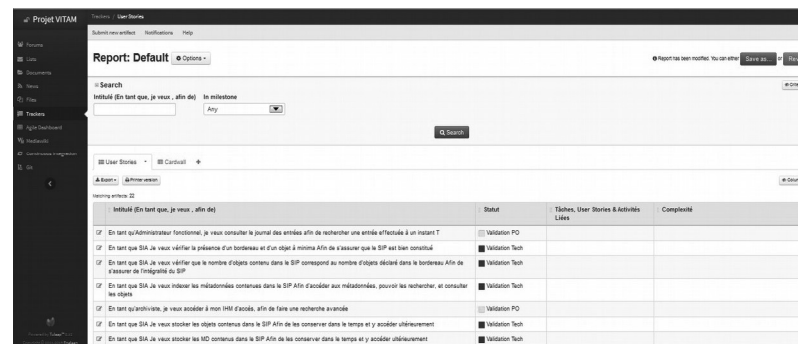 Projet VITAM
Trackers / User Stories
Submit new artifact Notifications Help
Forums
Lists
Documents
News
Files
Trackers
Agile Dashboard
Mediawiki
Continuous Integration
Git
Report: Default Options
Report has been modified. You can either Save as... or
Search
Intitulé (En tant que, je veux , afin de) In milestone
Any
Search
User Stories Cardwall +
Export Printer version
Matching artifacts: 22
Intitulé (En tant que, je veux , afin de) Statut Tâches, User Stories & Activités Complexité
Liées
En tant qu'Administrateur fonctionnel, je veux consulter le journal des entrées afin de rechercher une entrée effectuée à un instant T Validation PO
En tant que SIA Je veux vérifier la présence d'un bordereau et d'un objet à minima Afin de s'assurer que le SIP est bien constitué Validation Tech
En tant que SIA Je veux vérifier que le nombre d'objets contenu dans le SIP correspond au nombre d'objets déclaré dans le bordereau Afin de Validation Tech
s'assurer de l'intégralité du SIP
En tant que SIA Je veux indexer les métadonnées contenues dans le SIP Afin d'accéder aux métadonnées, pouvoir les rechercher, et consulter Validation Tech
les objets
En tant qu'archiviste, je veux accéder à mon IHM d'accès, afin de faire une recherche avancée Validation PO
En tant que SIA Je veux stocker les objets contenus dans le SIP Afin de les conserver dans le temps et y accéder ultérieurement Validation Tech
En tant que SIA Je veux stocker les MD contenus dans le SIP Afin de les conserver dans le temps et y accéder ultérieurement Validation Tech